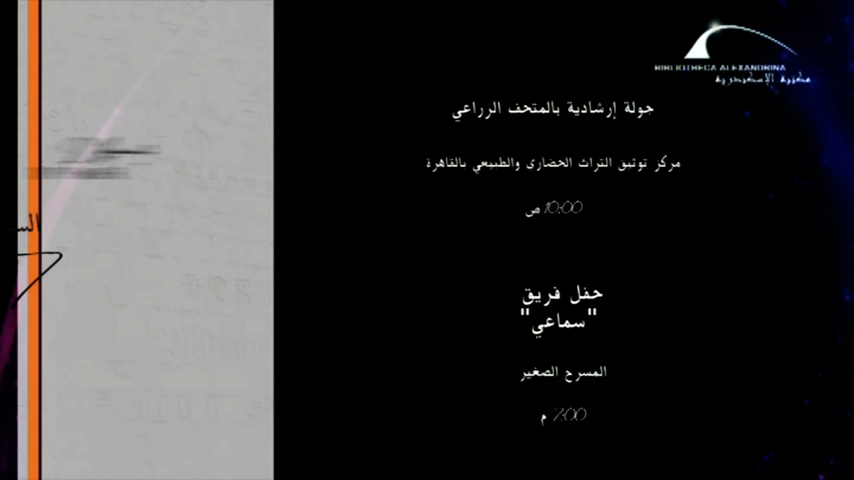 BIBLIOTHECA ALEXANDRINA
مكتبة الإسكندرية
جولة إرشادية بالمتحف الزراعي
مركز توثيق التراث الحضارى والطبيعي بالقاهرة
10:00 ص
حفل فريق
"سماعي"
المسرح الصغير
7:00 م